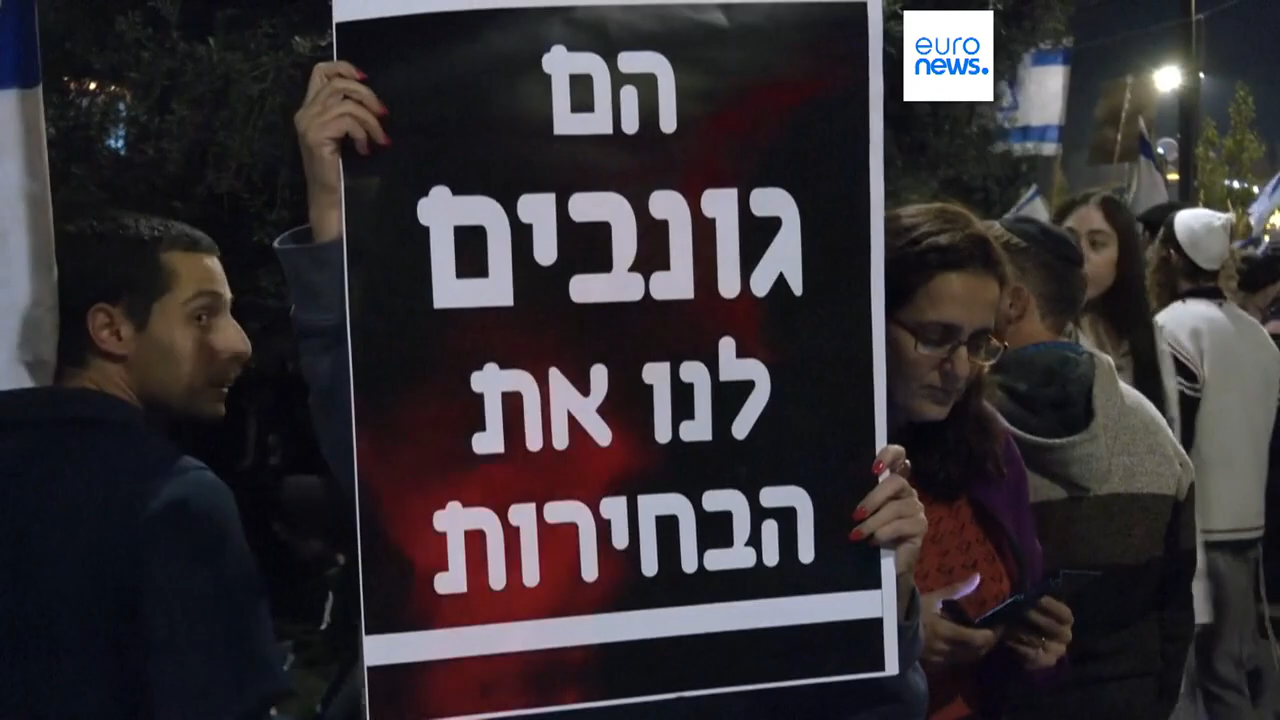 הם
גונבים
לנו את
הבחירות
euro
news.